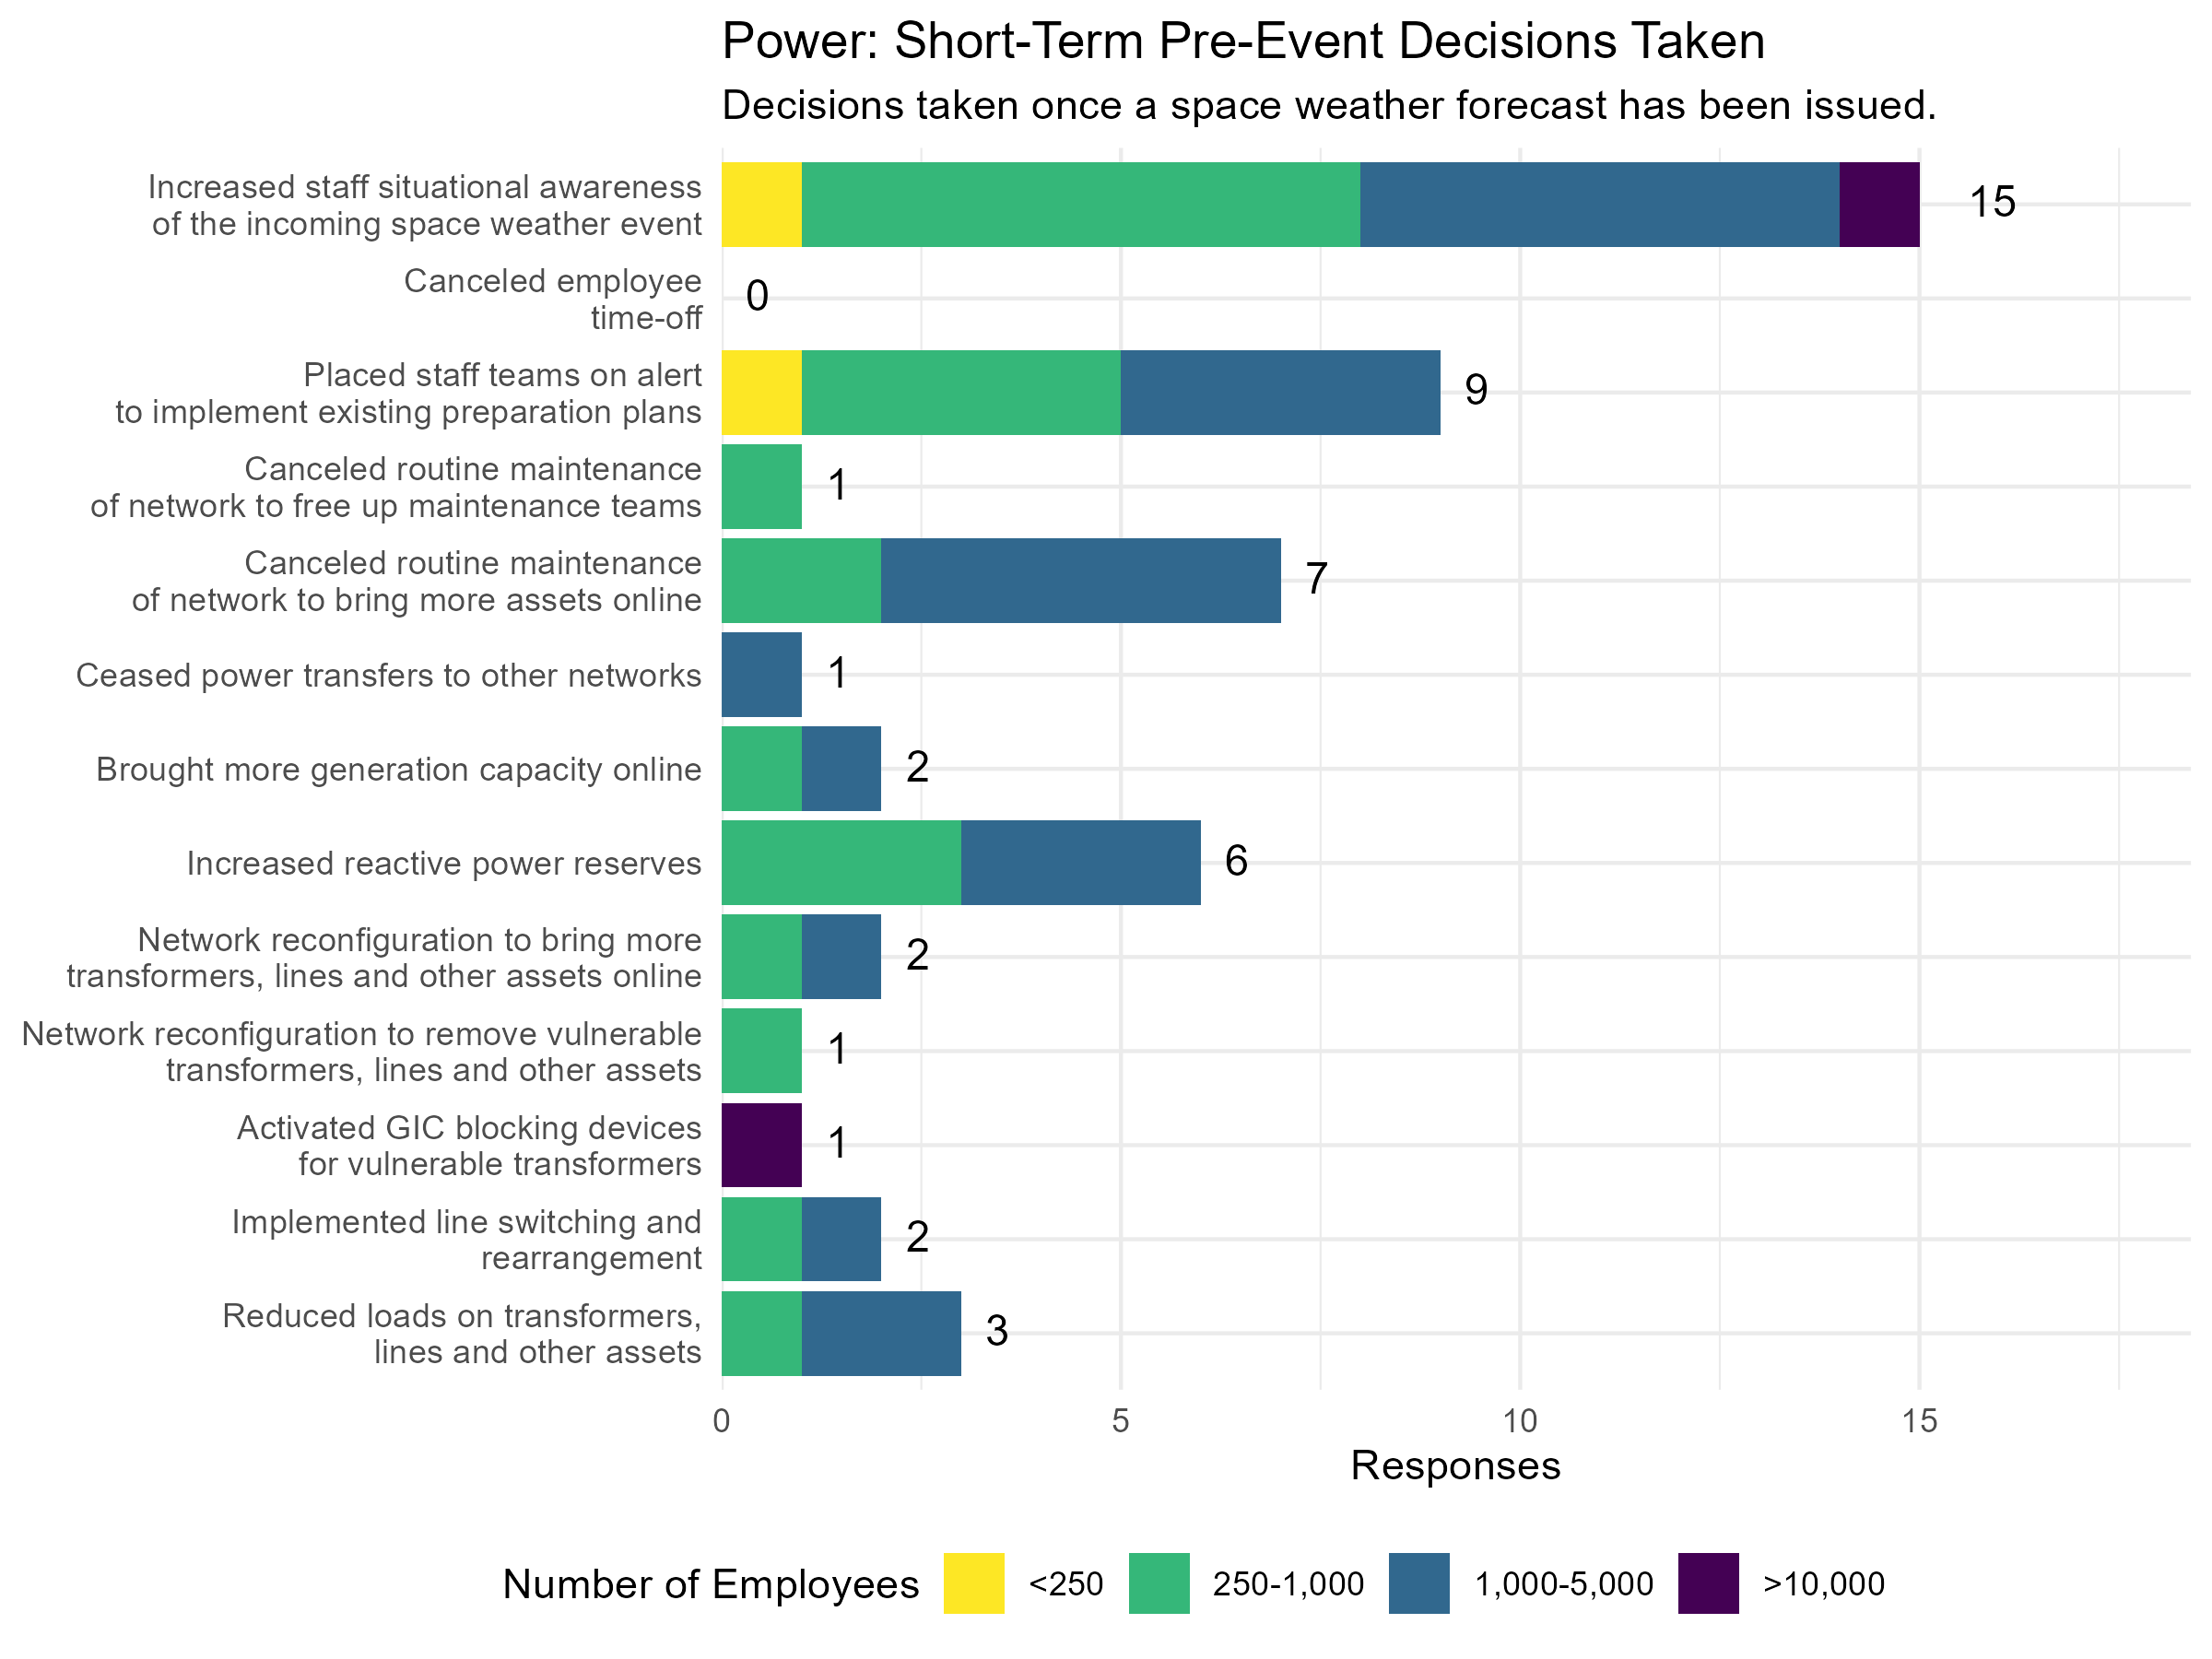 Power: Short-Term Pre-Event Decisions Taken
Decisions taken once a space weather forecast has been issued.
Increased staff situational awareness
of the incoming space weather event
15
Canceled employee
time-off
0
Placed staff teams on alert
to implement existing preparation plans
9
Canceled routine maintenance
of network to free up maintenance teams
1
Canceled routine maintenance
of network to bring more assets online
7
Ceased power transfers to other networks
1
Brought more generation capacity online
2
Increased reactive power reserves
6
Network reconfiguration to bring more
transformers, lines and other assets online
2
Network reconfiguration to remove vulnerable
transformers, lines and other assets
1
Activated GIC blocking devices
for vulnerable transformers
1
Implemented line switching and
rearrangement
2
Reduced loads on transformers,
lines and other assets
3
0 5 10 15
Responses
Number of Employees <250 250-1,000 1,000-5,000 >10,000